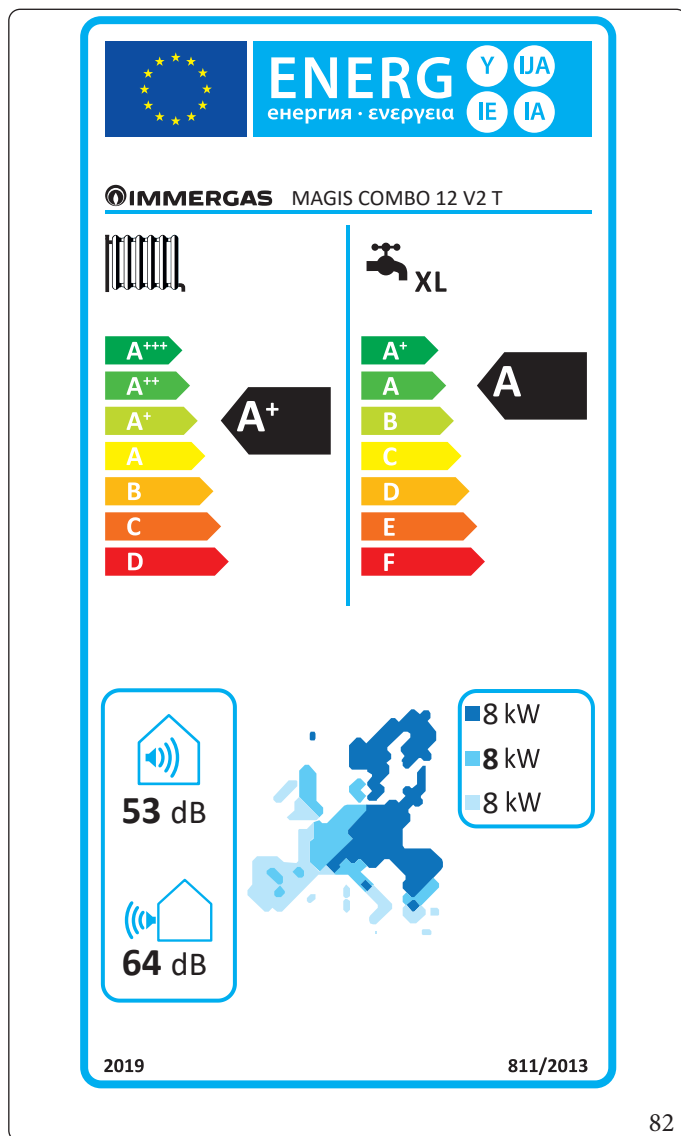 ENERG Y IJA
енергия · ενεργεια IE IA
IMMERGAS MAGIS COMBO 12 V2 T
XL
A+++
A++
A+
A
B
C
D
A+
A+
A
B
C
D
E
F
A
53 dB
64 dB
8 kW
8 kW
8 kW
2019 811/2013
82